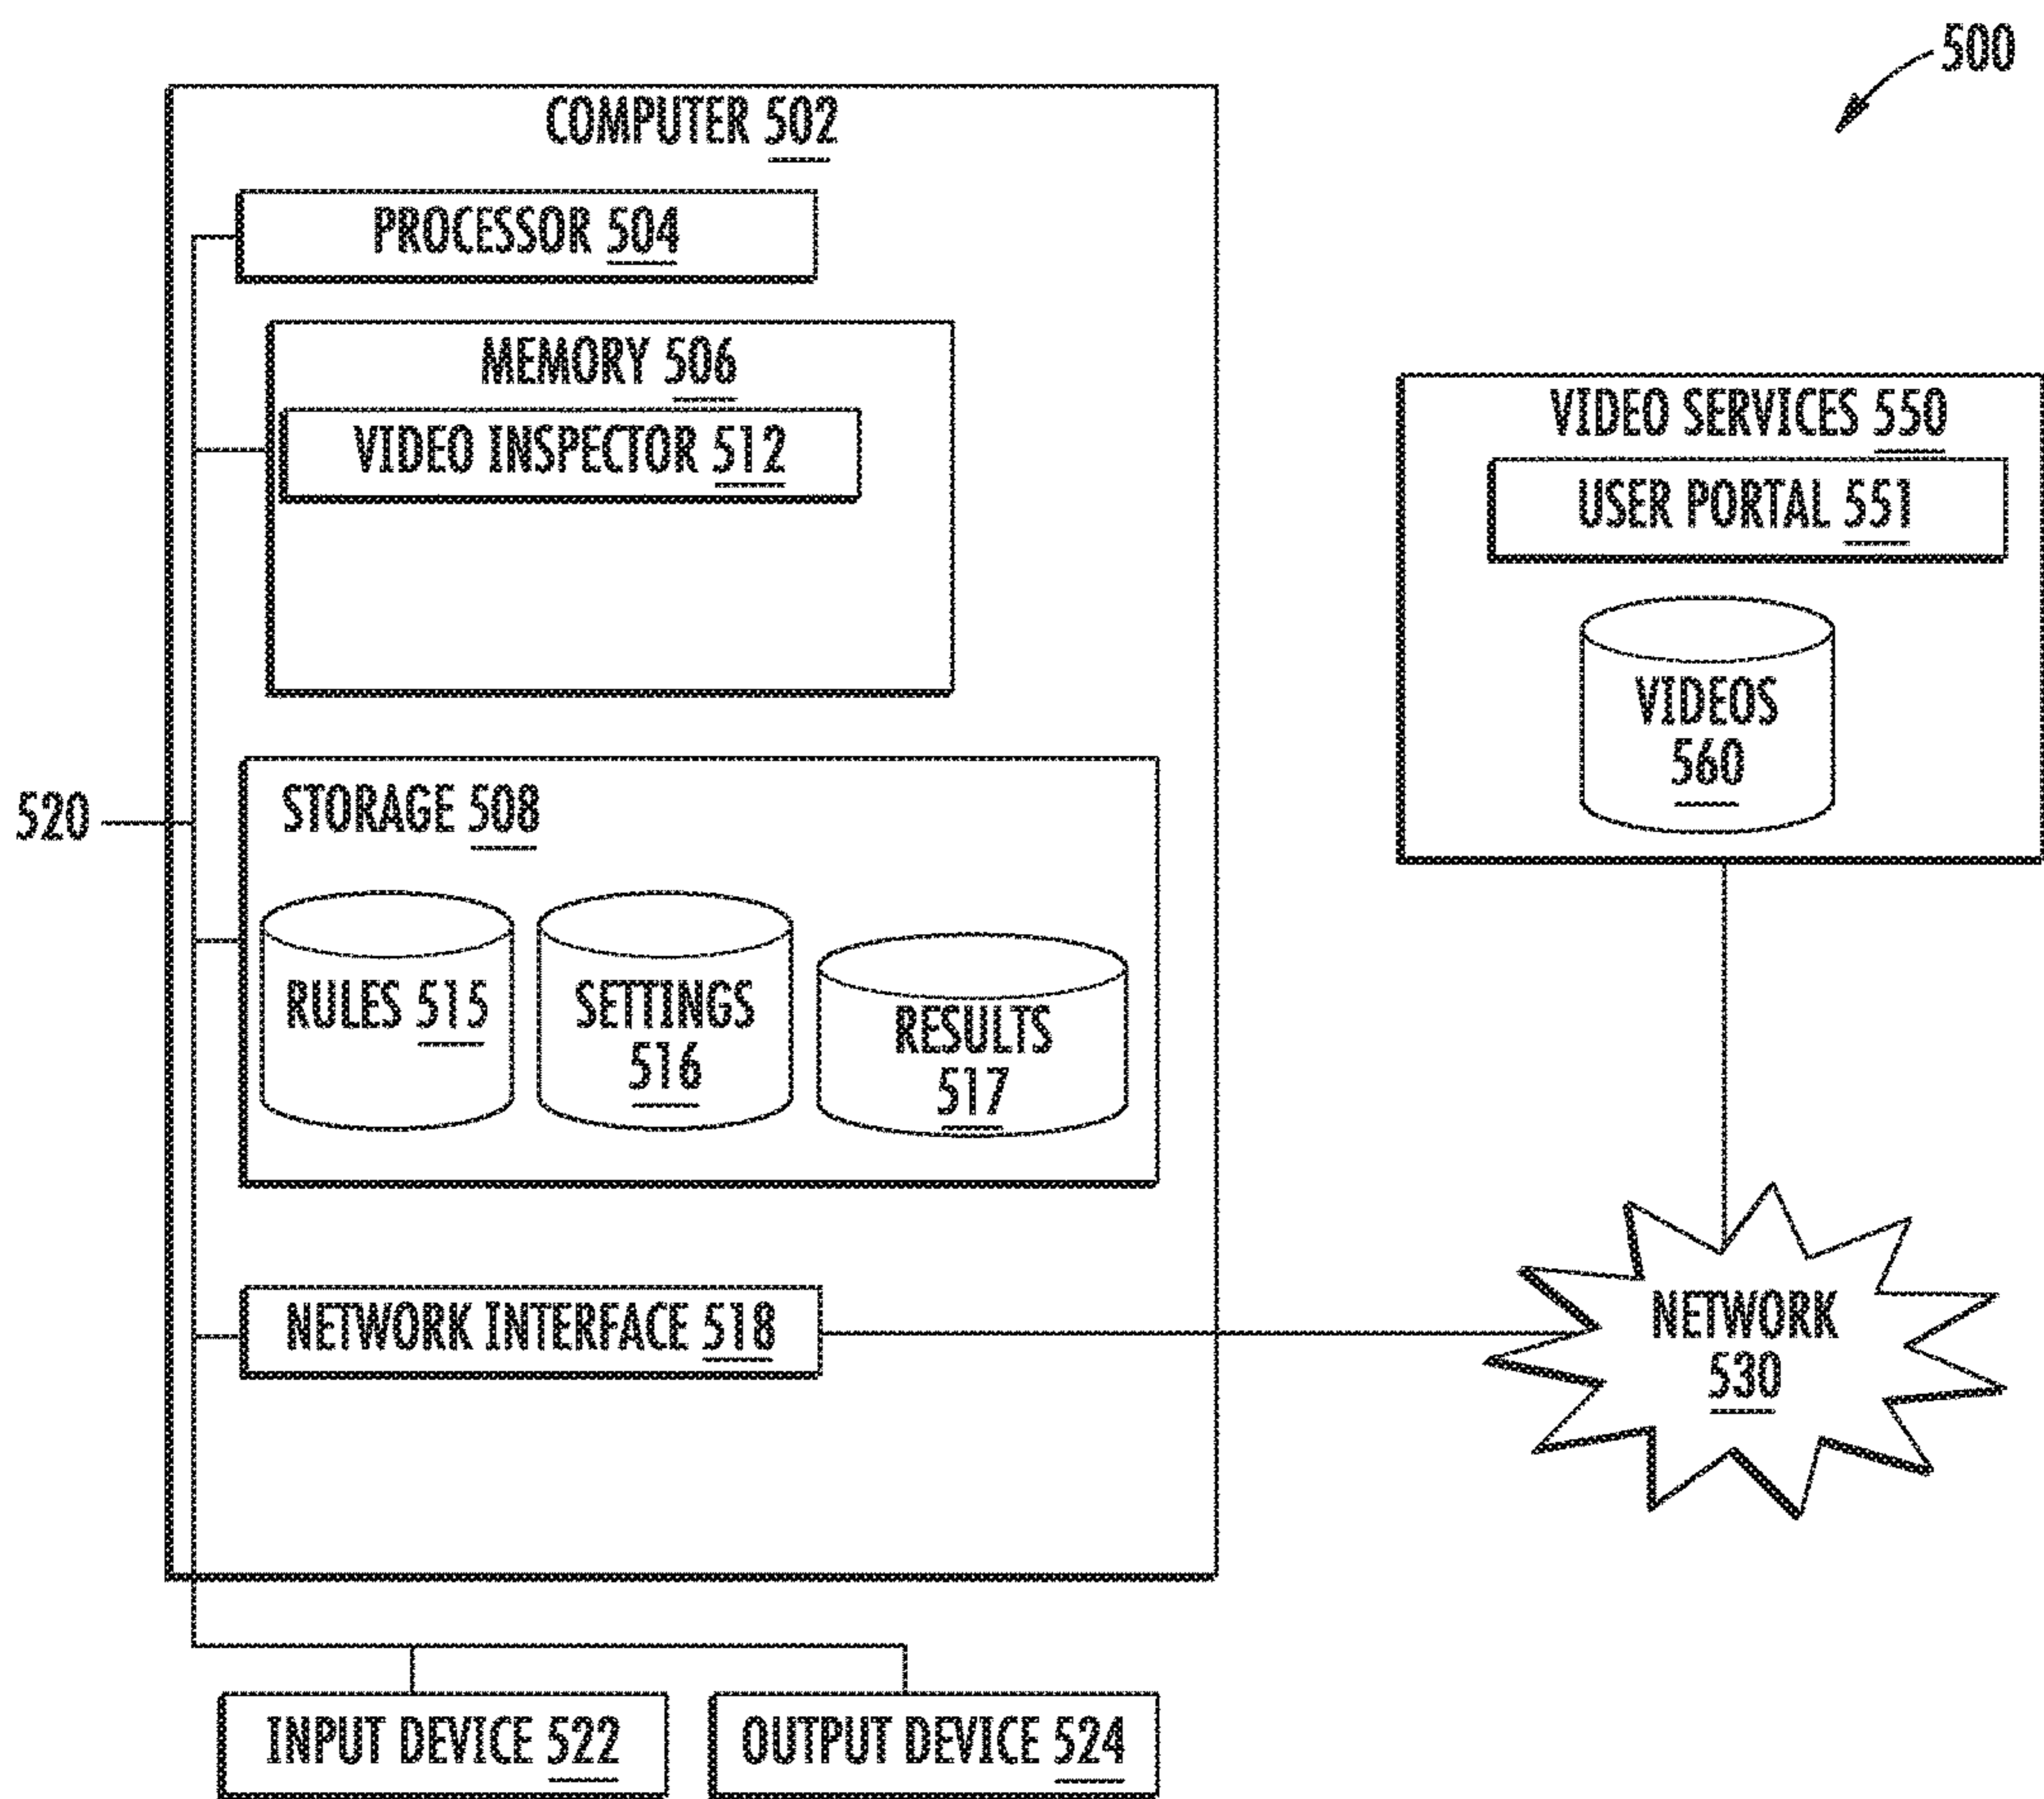 500
COMPUTER 502
PROCESSOR 504
MEMORY 506
VIDEO INSPECTOR 512
VIDEO SERVICES 550
USER PORTAL 551
VIDEOS
560
520
STORAGE 508
RULES 515
SETTINGS
516
RESULTS
517
NETWORK INTERFACE 518
NETWORK
530
INPUT DEVICE 522
OUTPUT DEVICE 524